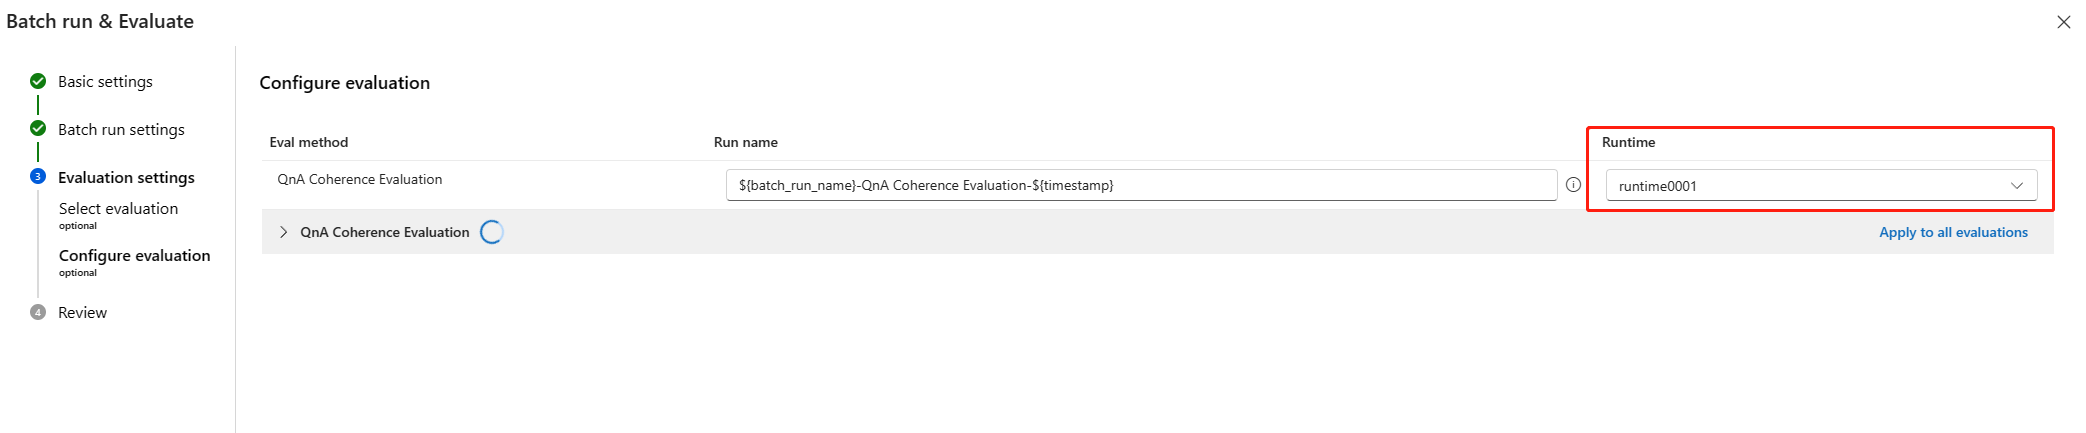 Batch run & Evaluate
Basic settings
Batch run settings
3
Evaluation settings
Select evaluation
optional
Configure evaluation
optional
4
Review
Configure evaluation
Eval method
Run name
Runtime
QnA Coherence Evaluation
${batch_run_name}-QnA Coherence Evaluation-${timestamp}
runtime0001
QnA Coherence Evaluation
Apply to all evaluations